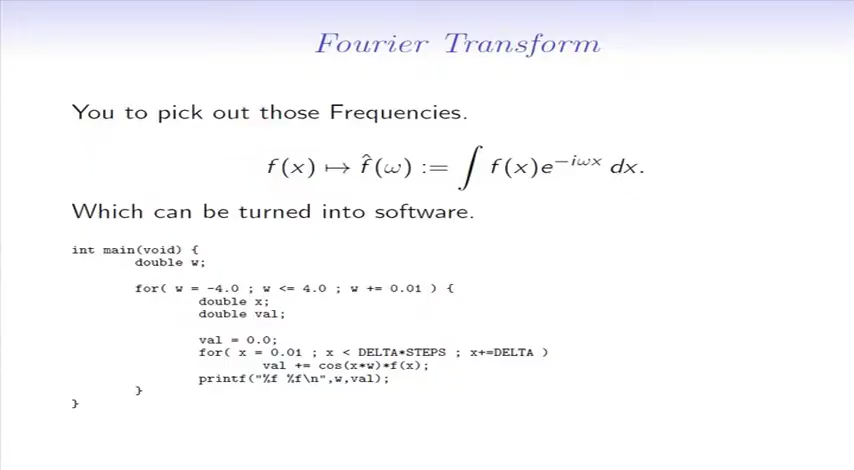 Fourier Transform
You to pick out those Frequencies.
f(x) ↦ f̂(ω) := ∫ f(x)e^{−iωx} dx.
Which can be turned into software.
int main(void) {
double w;
for( w = -4.0 ; w <= 4.0 ; w += 0.01 ) {
double x;
double val;
val = 0.0;
for( x = 0.01 ; x < DELTA*STEPS ; x+=DELTA )
val += cos(x*w)*f(x);
printf("%f %f\n",w,val);
}
}